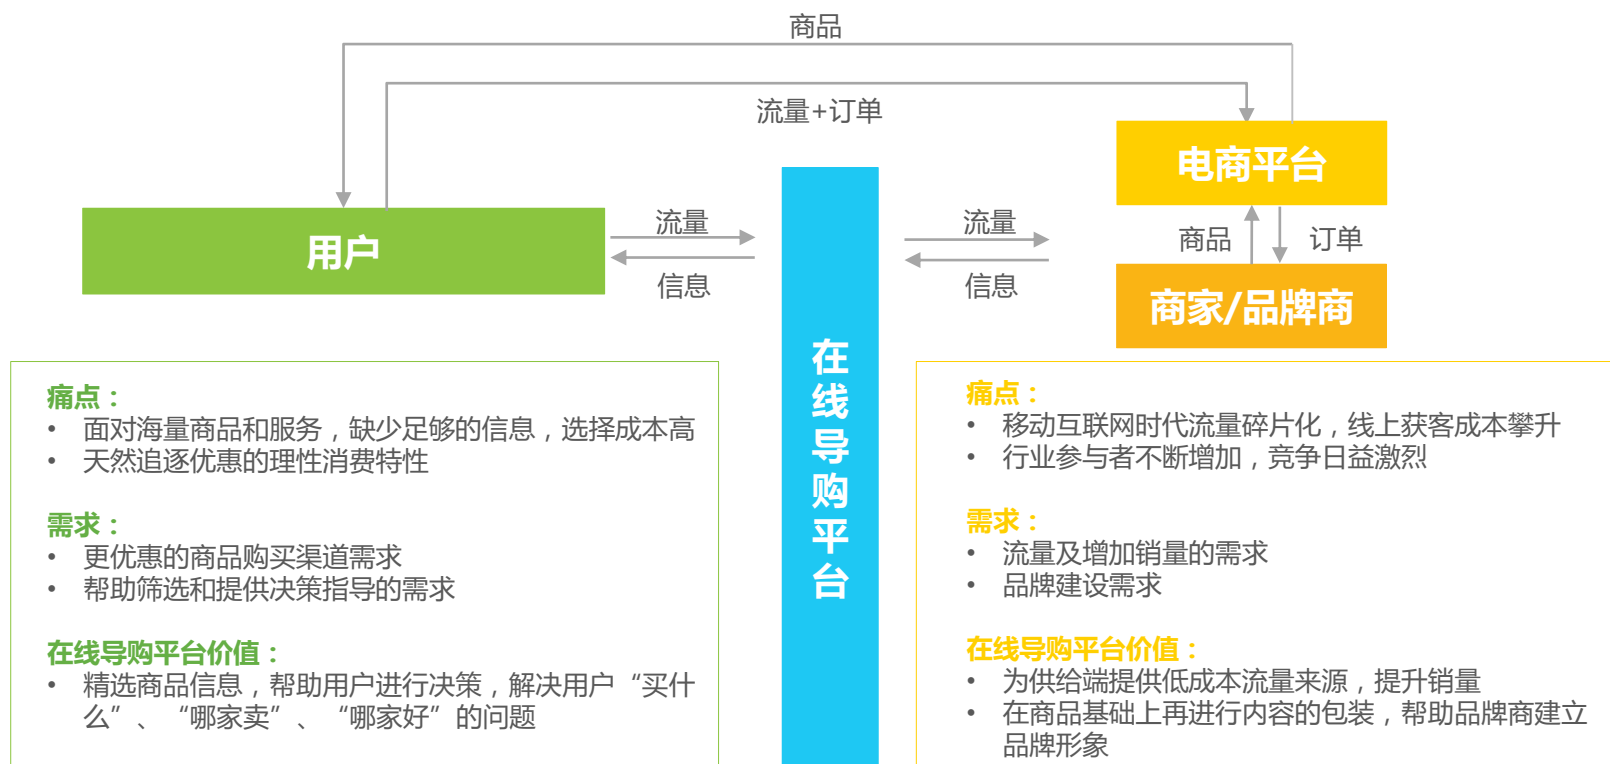 商品
流量+订单
电商平台
用户
流量
信息
流量
信息
商品
订单
商家/品牌商
在线导购平台
痛点：
• 面对海量商品和服务，缺少足够的信息，选择成本高
• 天然追逐优惠的理性消费特性
需求：
• 更优惠的商品购买渠道需求
• 帮助筛选和提供决策指导的需求
在线导购平台价值：
• 精选商品信息，帮助用户进行决策，解决用户“买什
么”、“哪家卖”、“哪家好”的问题
痛点：
• 移动互联网时代流量碎片化，线上获客成本攀升
• 行业参与者不断增加，竞争日益激烈
需求：
• 流量及增加销量的需求
• 品牌建设需求
在线导购平台价值：
• 为供给端提供低成本流量来源，提升销量
• 在商品基础上再进行内容的包装，帮助品牌商建立
品牌形象